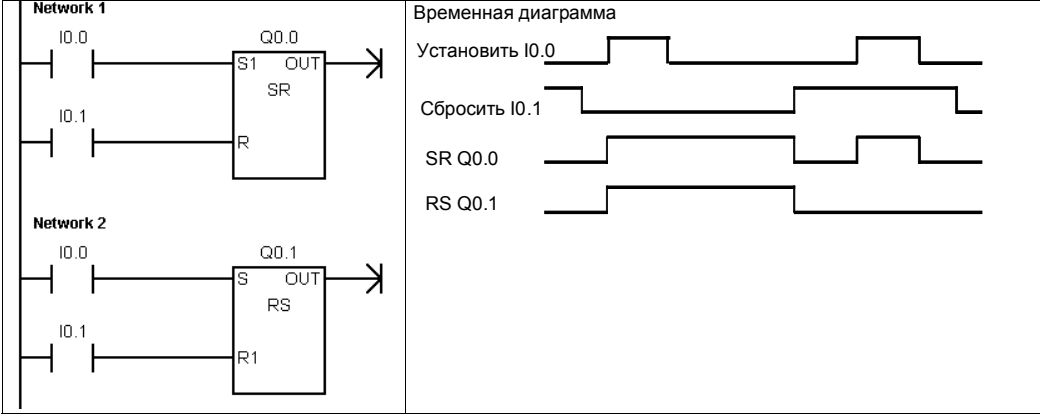 Network 1
I0.0
Q0.0
S1 OUT
SR
I0.1
R
Network 2
I0.0
Q0.1
S OUT
RS
I0.1
R1
Временная диаграмма
Установить I0.0
Сбросить I0.1
SR Q0.0
RS Q0.1